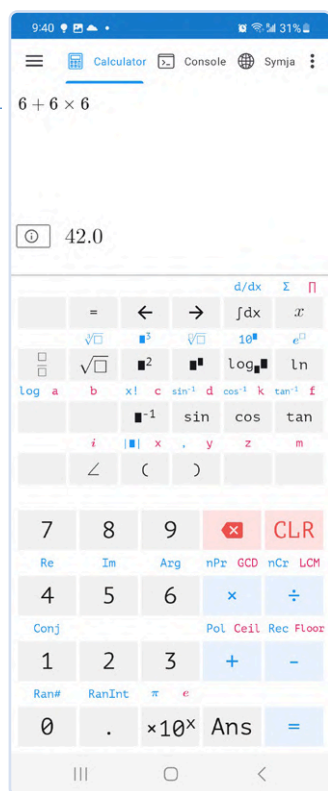 9:40 31%
Calculator Console Symja
6 + 6 × 6
42.0
d/dx Σ ∏
= ← → ∫dx x
∛□ ■³ ∜□ 10■ e□
□/□ √□ ■² ■■ log■■ ln
log a b x! c sin⁻¹ d cos⁻¹ k tan⁻¹ f
■⁻¹ sin cos tan
i |■| x , y z m
∠ ( )
7 8 9 CLR
Re Im Arg nPr GCD nCr LCM
4 5 6 × ÷
Conj Pol Ceil Rec Floor
1 2 3 + -
Ran# RanInt π e
0 . ×10ˣ Ans =